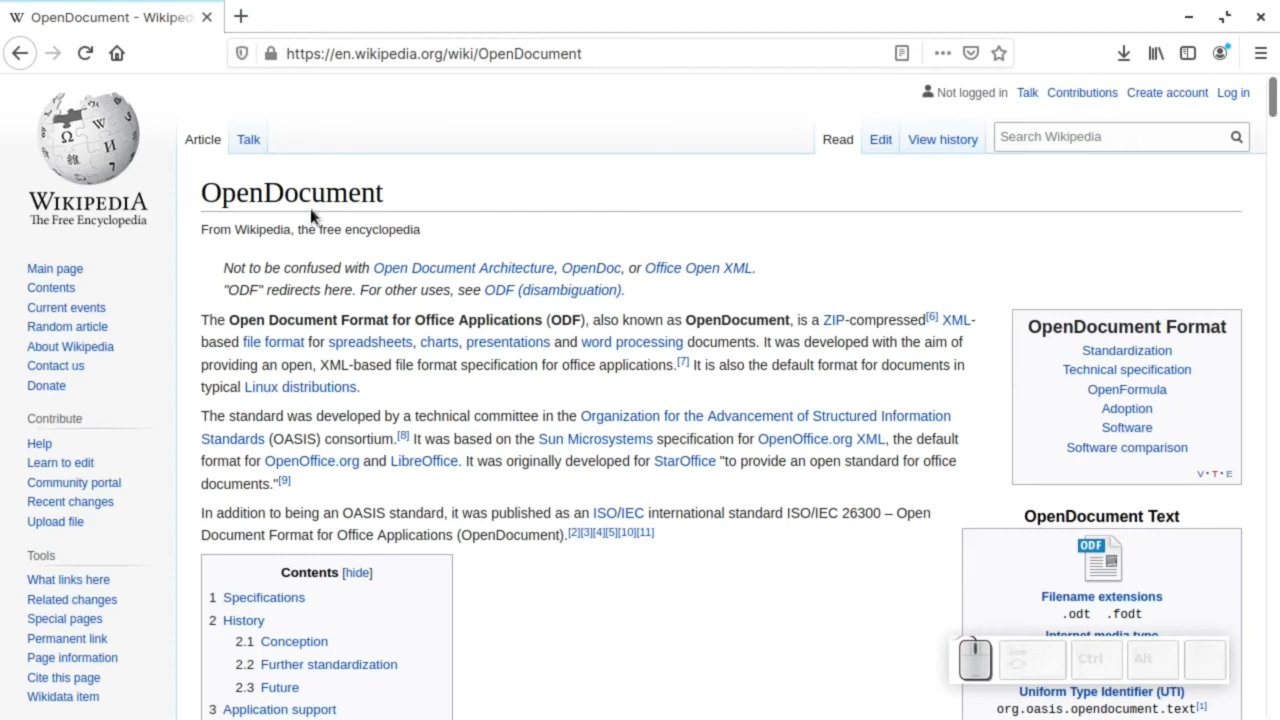 OpenDocument - Wikiped
https://en.wikipedia.org/wiki/OpenDocument
Not logged in Talk Contributions Create account Log in
Article Talk Read Edit View history Search Wikipedia
WIKIPEDIA
The Free Encyclopedia
Main page
Contents
Current events
Random article
About Wikipedia
Contact us
Donate
Contribute
Help
Learn to edit
Community portal
Recent changes
Upload file
Tools
What links here
Related changes
Special pages
Permanent link
Page information
Cite this page
Wikidata item
OpenDocument
From Wikipedia, the free encyclopedia
Not to be confused with Open Document Architecture, OpenDoc, or Office Open XML.
"ODF" redirects here. For other uses, see ODF (disambiguation).
The Open Document Format for Office Applications (ODF), also known as OpenDocument, is a ZIP-compressed[6] XML-
based file format for spreadsheets, charts, presentations and word processing documents. It was developed with the aim of
providing an open, XML-based file format specification for office applications.[7] It is also the default format for documents in
typical Linux distributions.
The standard was developed by a technical committee in the Organization for the Advancement of Structured Information
Standards (OASIS) consortium.[8] It was based on the Sun Microsystems specification for OpenOffice.org XML, the default
format for OpenOffice.org and LibreOffice. It was originally developed for StarOffice "to provide an open standard for office
documents."[9]
In addition to being an OASIS standard, it was published as an ISO/IEC international standard ISO/IEC 26300 – Open
Document Format for Office Applications (OpenDocument).[2][3][4][5][10][11]
Contents [hide]
1 Specifications
2 History
2.1 Conception
2.2 Further standardization
2.3 Future
3 Application support
OpenDocument Format
Standardization
Technical specification
OpenFormula
Adoption
Software
Software comparison
V · T · E
OpenDocument Text
ODF
Filename extensions
.odt .fodt
Internet media type
Ctrl Alt
Uniform Type Identifier (UTI)
org.oasis.opendocument.text[1]